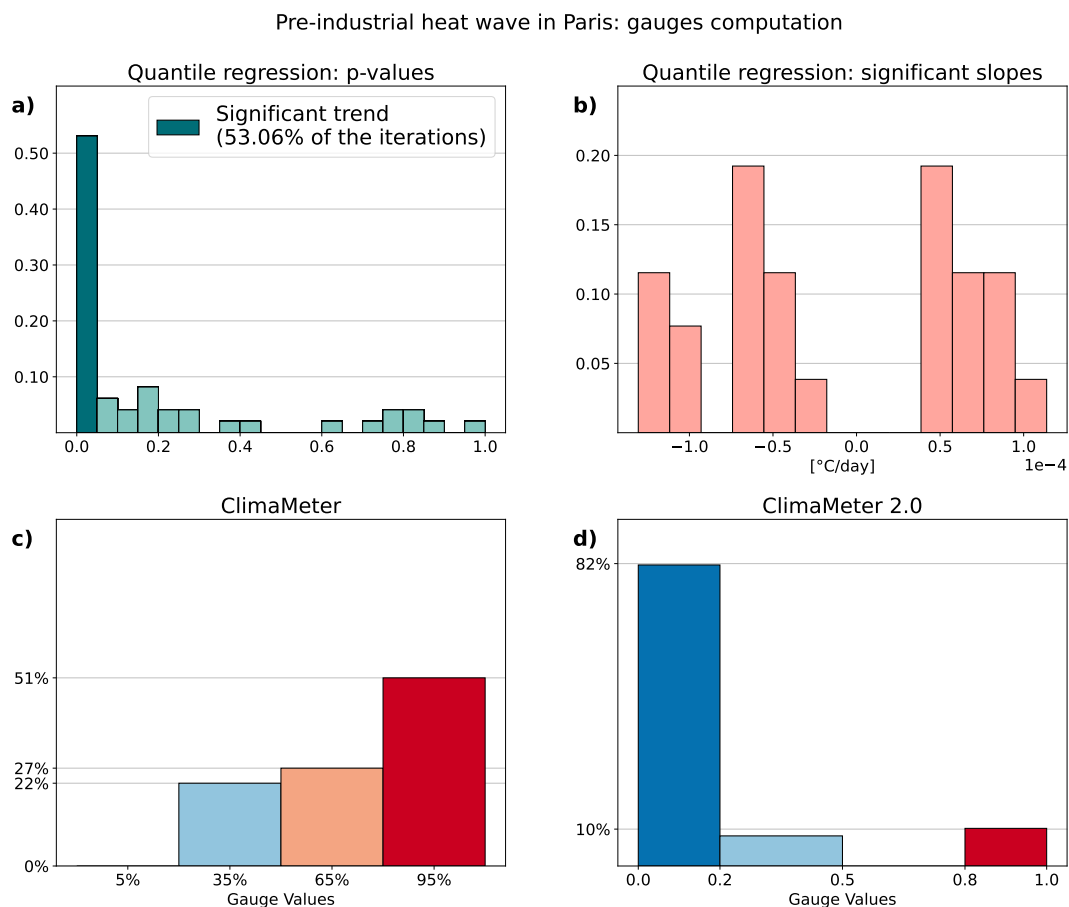 Pre-industrial heat wave in Paris: gauges computation
Quantile regression: p-values
a)
Significant trend
(53.06% of the iterations)
0.50
0.40
0.30
0.20
0.10
0.0 0.2 0.4 0.6 0.8 1.0
Quantile regression: significant slopes
b)
0.20
0.15
0.10
0.05
−1.0 −0.5 0.0 0.5 1.0
[°C/day]
1e−4
ClimaMeter
c)
51%
27%
22%
0%
5% 35% 65% 95%
Gauge Values
ClimaMeter 2.0
d)
82%
10%
0.0 0.2 0.5 0.8 1.0
Gauge Values